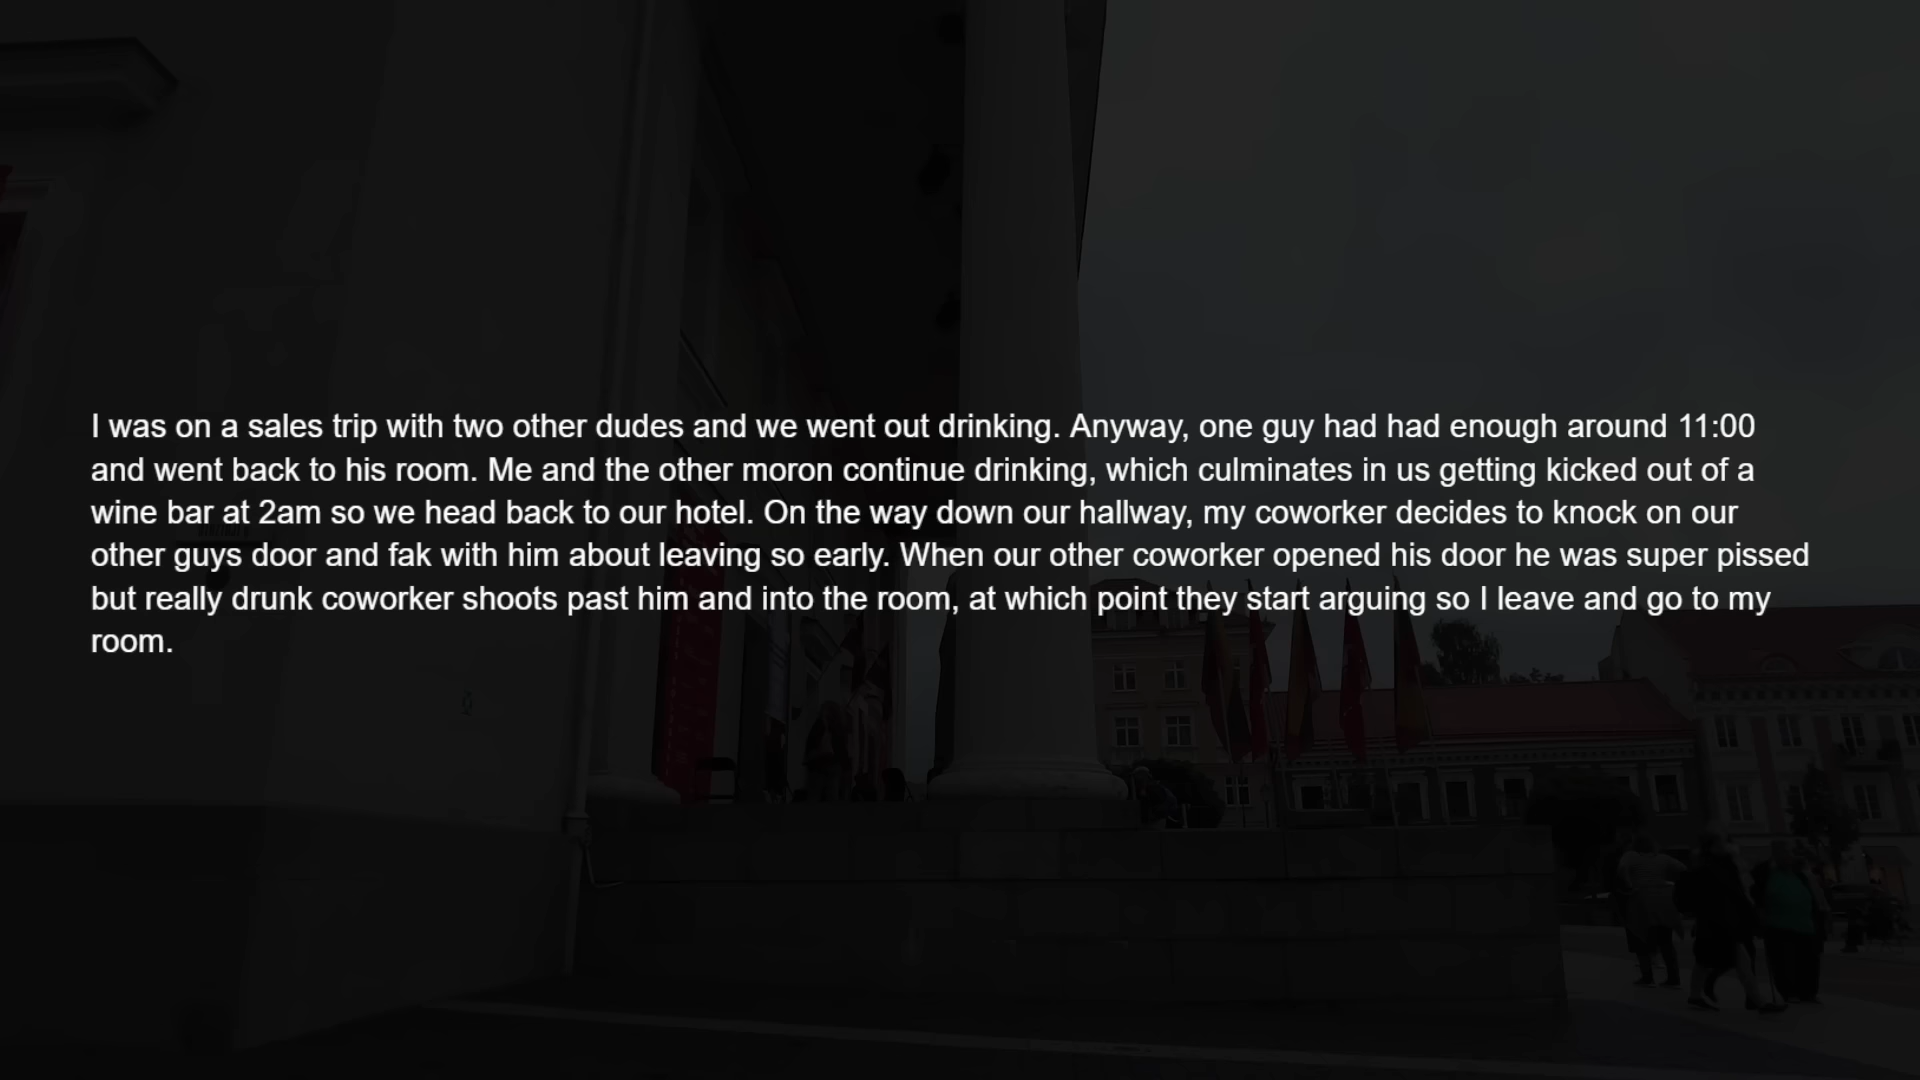 I was on a sales trip with two other dudes and we went out drinking. Anyway, one guy had had enough around 11:00
and went back to his room. Me and the other moron continue drinking, which culminates in us getting kicked out of a
wine bar at 2am so we head back to our hotel. On the way down our hallway, my coworker decides to knock on our
other guys door and fak with him about leaving so early. When our other coworker opened his door he was super pissed
but really drunk coworker shoots past him and into the room, at which point they start arguing so I leave and go to my
room.